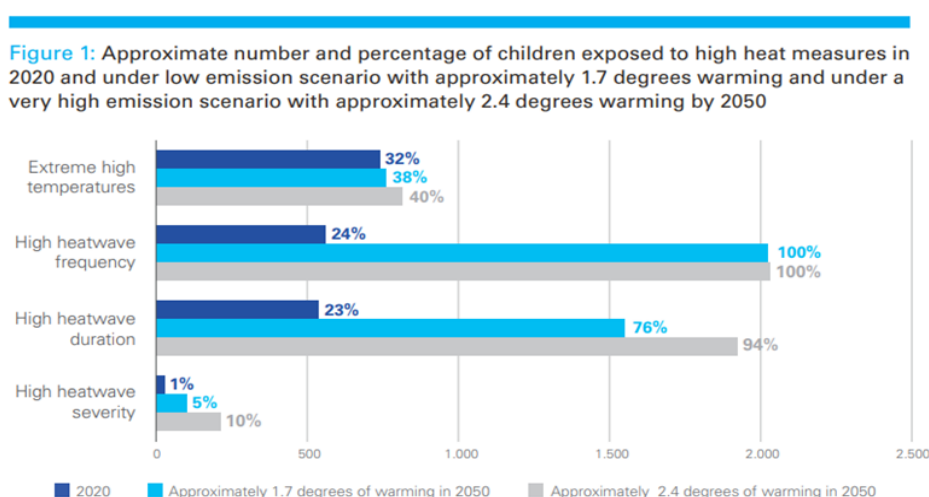 Figure 1: Approximate number and percentage of children exposed to high heat measures in
2020 and under low emission scenario with approximately 1.7 degrees warming and under a
very high emission scenario with approximately 2.4 degrees warming by 2050
Extreme high
temperatures
32%
38%
40%
High heatwave
frequency
24%
100%
100%
High heatwave
duration
23%
76%
94%
High heatwave
severity
1%
5%
10%
0 500 1.000 1.500 2.000 2.500
2020 Approximately 1.7 degrees of warming in 2050 Approximately 2.4 degrees of warming in 2050